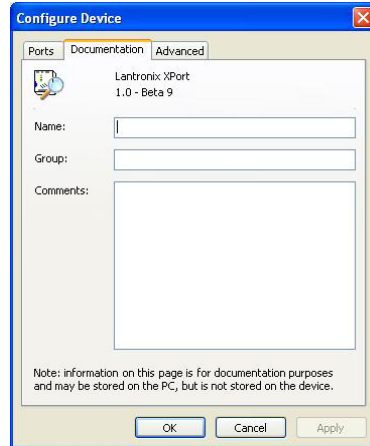 Configure Device
Ports Documentation Advanced
Lantronix XPort
1.0 - Beta 9
Name:
Group:
Comments:
Note: information on this page is for documentation purposes
and may be stored on the PC, but is not stored on the device.
OK Cancel Apply